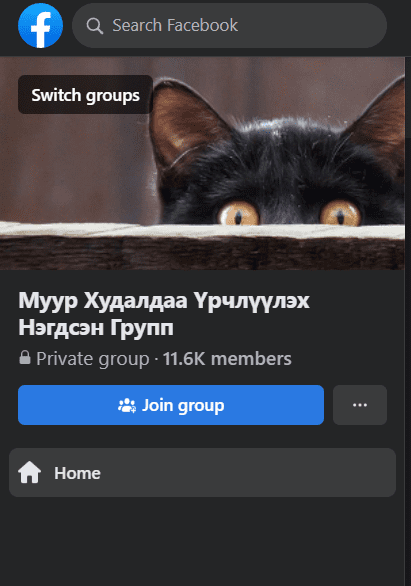 Search Facebook
Switch groups
Муур Худалдаа Үрчлүүлэх
Нэгдсэн Групп
Private group · 11.6K members
Join group
Home